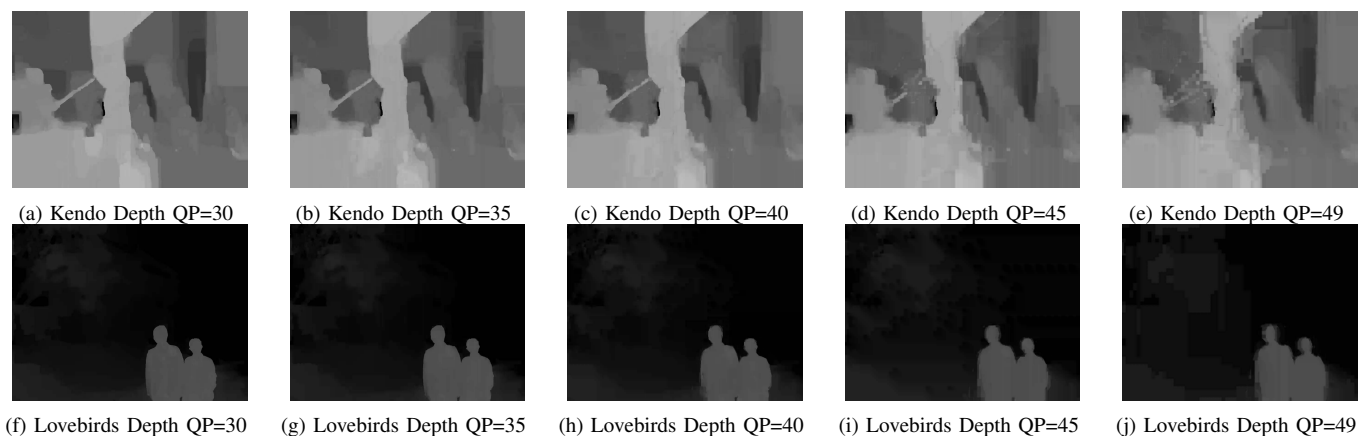 (a) Kendo Depth QP=30
(b) Kendo Depth QP=35
(c) Kendo Depth QP=40
(d) Kendo Depth QP=45
(e) Kendo Depth QP=49
(f) Lovebirds Depth QP=30
(g) Lovebirds Depth QP=35
(h) Lovebirds Depth QP=40
(i) Lovebirds Depth QP=45
(j) Lovebirds Depth QP=49